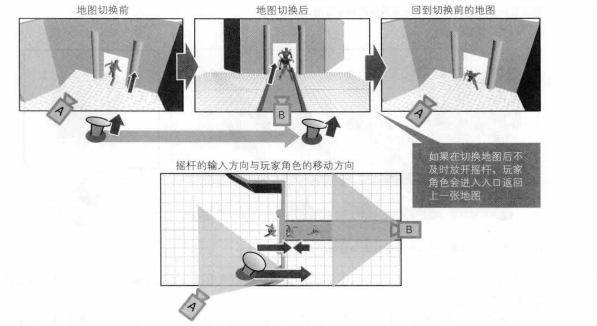 地图切换前
地图切换后
回到切换前的地图
A
B
A
如果在切换地图后不
及时放开摇杆，玩家
角色会进入入口返回
上一张地图
摇杆的输入方向与玩家角色的移动方向
B
A